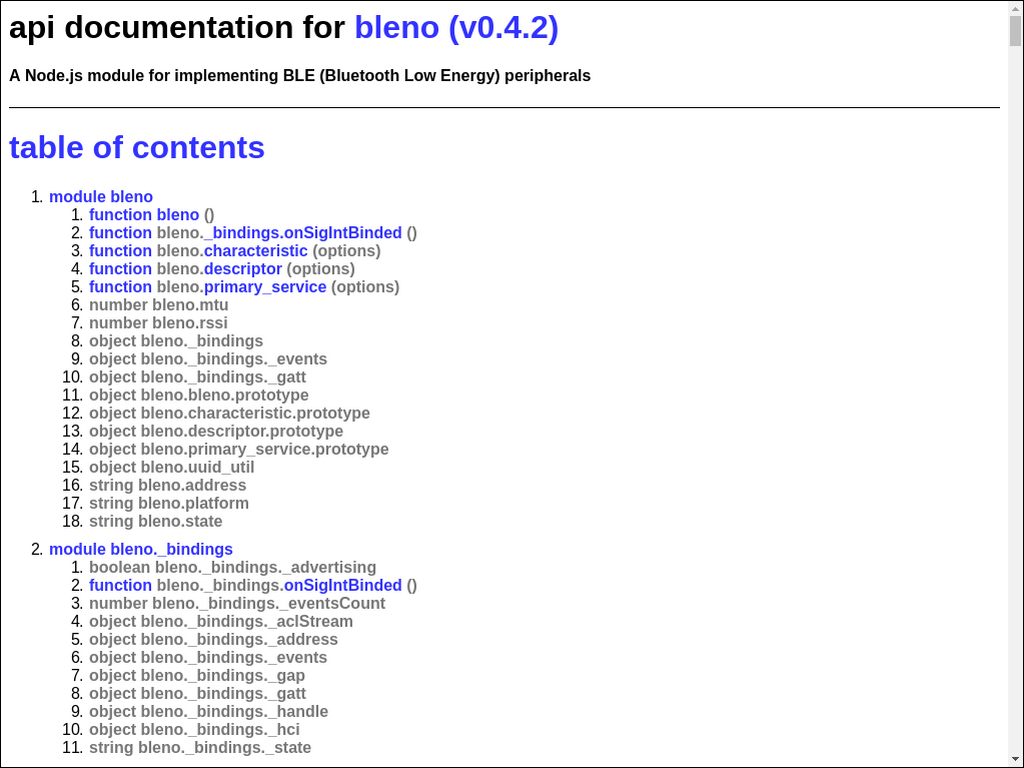 api documentation for bleno (v0.4.2)
A Node.js module for implementing BLE (Bluetooth Low Energy) peripherals
table of contents
1. module bleno
1. function bleno ()
2. function bleno._bindings.onSigIntBinded ()
3. function bleno.characteristic (options)
4. function bleno.descriptor (options)
5. function bleno.primary_service (options)
6. number bleno.mtu
7. number bleno.rssi
8. object bleno._bindings
9. object bleno._bindings._events
10. object bleno._bindings._gatt
11. object bleno.bleno.prototype
12. object bleno.characteristic.prototype
13. object bleno.descriptor.prototype
14. object bleno.primary_service.prototype
15. object bleno.uuid_util
16. string bleno.address
17. string bleno.platform
18. string bleno.state
2. module bleno._bindings
1. boolean bleno._bindings._advertising
2. function bleno._bindings.onSigIntBinded ()
3. number bleno._bindings._eventsCount
4. object bleno._bindings._aclStream
5. object bleno._bindings._address
6. object bleno._bindings._events
7. object bleno._bindings._gap
8. object bleno._bindings._gatt
9. object bleno._bindings._handle
10. object bleno._bindings._hci
11. string bleno._bindings._state